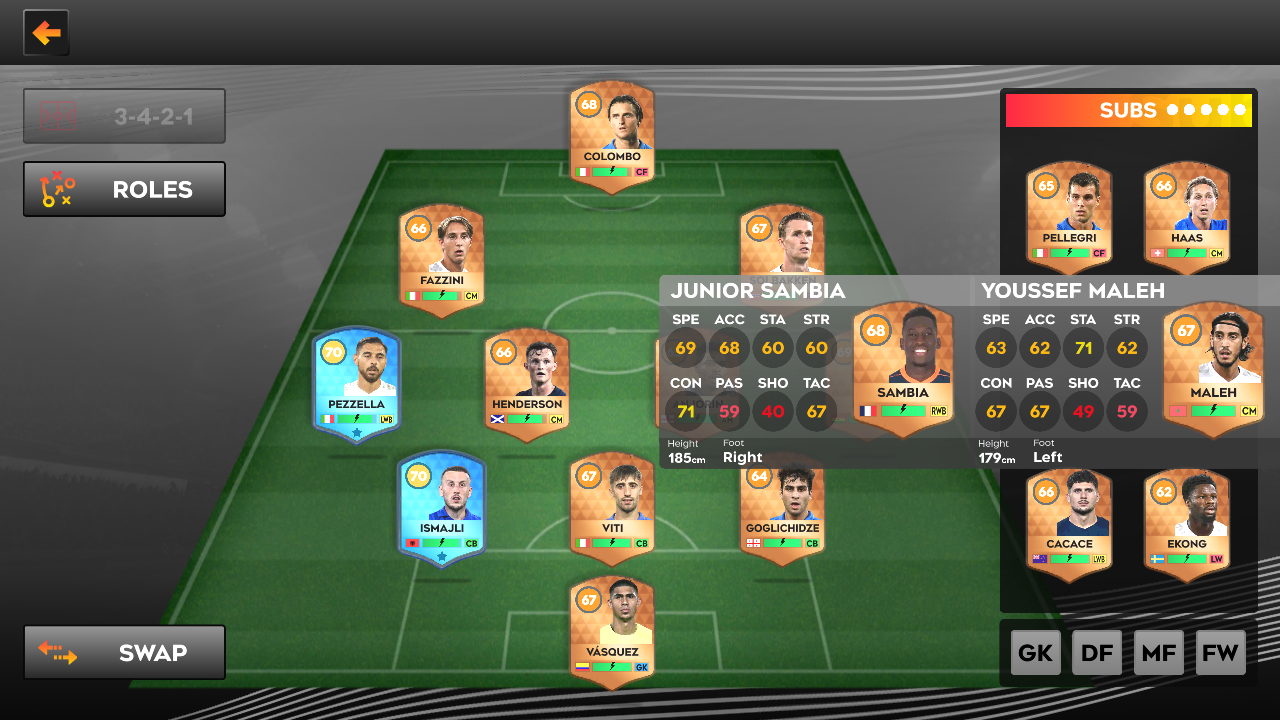 3-4-2-1
ROLES
SWAP
68
COLOMBO
CF
66
FAZZINI
CM
67
SOLBAKKEN
70
PEZZELLA
LWB
66
HENDERSON
CM
ANJORIN
70
ISMAJLI
CB
67
VITI
CB
64
GOGLICHIDZE
CB
67
VÁSQUEZ
GK
SUBS
65
PELLEGRI
CF
66
HAAS
CM
JUNIOR SAMBIA
SPE ACC STA STR
69 68 60 60
CON PAS SHO TAC
71 59 40 67
Height Foot
185cm Right
68
SAMBIA
RWB
YOUSSEF MALEH
SPE ACC STA STR
63 62 71 62
CON PAS SHO TAC
67 67 49 59
Height Foot
179cm Left
67
MALEH
CM
66
CACACE
LWB
62
EKONG
LW
GK DF MF FW